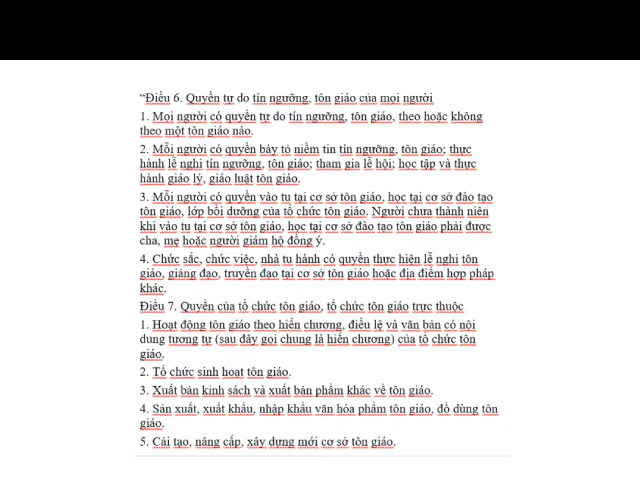 “Điều 6. Quyền tự do tín ngưỡng, tôn giáo của mọi người
1. Mọi người có quyền tự do tín ngưỡng, tôn giáo, theo hoặc không
theo một tôn giáo nào.
2. Mỗi người có quyền bày tỏ niềm tin tín ngưỡng, tôn giáo; thực
hành lễ nghi tín ngưỡng, tôn giáo; tham gia lễ hội; học tập và thực
hành giáo lý, giáo luật tôn giáo.
3. Mỗi người có quyền vào tu tại cơ sở tôn giáo, học tại cơ sở đào tạo
tôn giáo, lớp bồi dưỡng của tổ chức tôn giáo. Người chưa thành niên
khi vào tu tại cơ sở tôn giáo, học tại cơ sở đào tạo tôn giáo phải được
cha, mẹ hoặc người giám hộ đồng ý.
4. Chức sắc, chức việc, nhà tu hành có quyền thực hiện lễ nghi tôn
giáo, giảng đạo, truyền đạo tại cơ sở tôn giáo hoặc địa điểm hợp pháp
khác.
Điều 7. Quyền của tổ chức tôn giáo, tổ chức tôn giáo trực thuộc
1. Hoạt động tôn giáo theo hiến chương, điều lệ và văn bản có nội
dung tương tự (sau đây gọi chung là hiến chương) của tổ chức tôn
giáo.
2. Tổ chức sinh hoạt tôn giáo.
3. Xuất bản kinh sách và xuất bản phẩm khác về tôn giáo.
4. Sản xuất, xuất khẩu, nhập khẩu văn hóa phẩm tôn giáo, đồ dùng tôn
giáo.
5. Cải tạo, nâng cấp, xây dựng mới cơ sở tôn giáo.